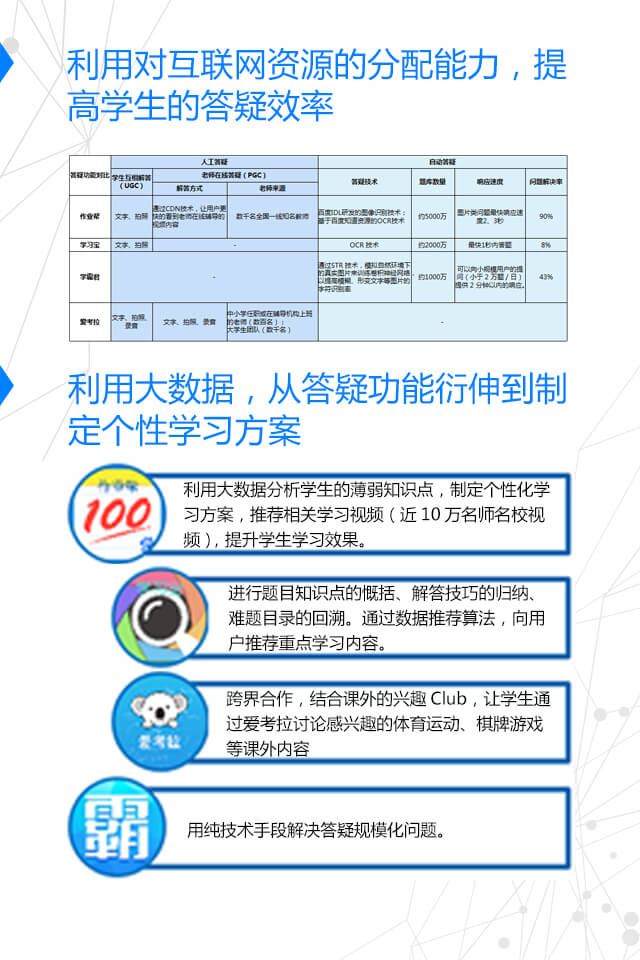 利用对互联网资源的分配能力，提
高学生的答疑效率
答疑功能对比
人工答疑
自动答疑
学生互相解答
（UGC）
老师在线答疑（PGC）
解答方式
老师来源
答疑技术
题库数量
响应速度
问题解决率
作业帮
文字、拍照
通过CDN技术，让用户更
快的看到老师在线辅导的
视频内容
数千名全国一线知名教师
百度IDL研发的图像识别技术；
基于百度知道资源的OCR技术
约5000万
图片类问题最快响应速
度2、3秒
90%
学习宝
文字、拍照
-
OCR 技术
约2000万
最快1秒内答题
8%
学霸君
-
通过STR 技术，模拟自然环境下
的真实图片来训练卷积神经网络
以提高模糊、形变文字等图片的
字符识别率
约1000万
可以向小规模用户的提
问（小于 2 万题 / 日）
提供 2 分钟以内的响应。
43%
爱考拉
文字、拍照、
录音
文字、拍照、录音
中小学任职或在辅导机构上班
的老师（数百名）；
大学生团队（数千名）
-
利用大数据，从答疑功能衍伸到制
定个性学习方案
作业帮
100
利用大数据分析学生的薄弱知识点，制定个性化学
习方案，推荐相关学习视频（近 10 万名师名校视
频），提升学生学习效果。
进行题目知识点的慨括、解答技巧的归纳、
难题目录的回溯。通过数据推荐算法，向用
户推荐重点学习内容。
爱考拉
跨界合作，结合课外的兴趣 Club，让学生通
过爱考拉讨论感兴趣的体育运动、棋牌游戏
等课外内容
霸
用纯技术手段解决答疑规模化问题。